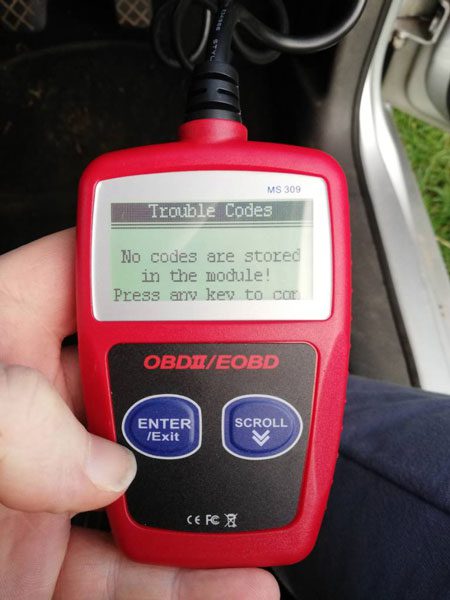 MS 309
Trouble Codes
No codes are stored
in the module!
Press any key to con
OBDII/EOBD
ENTER
/Exit
SCROLL
CE FC